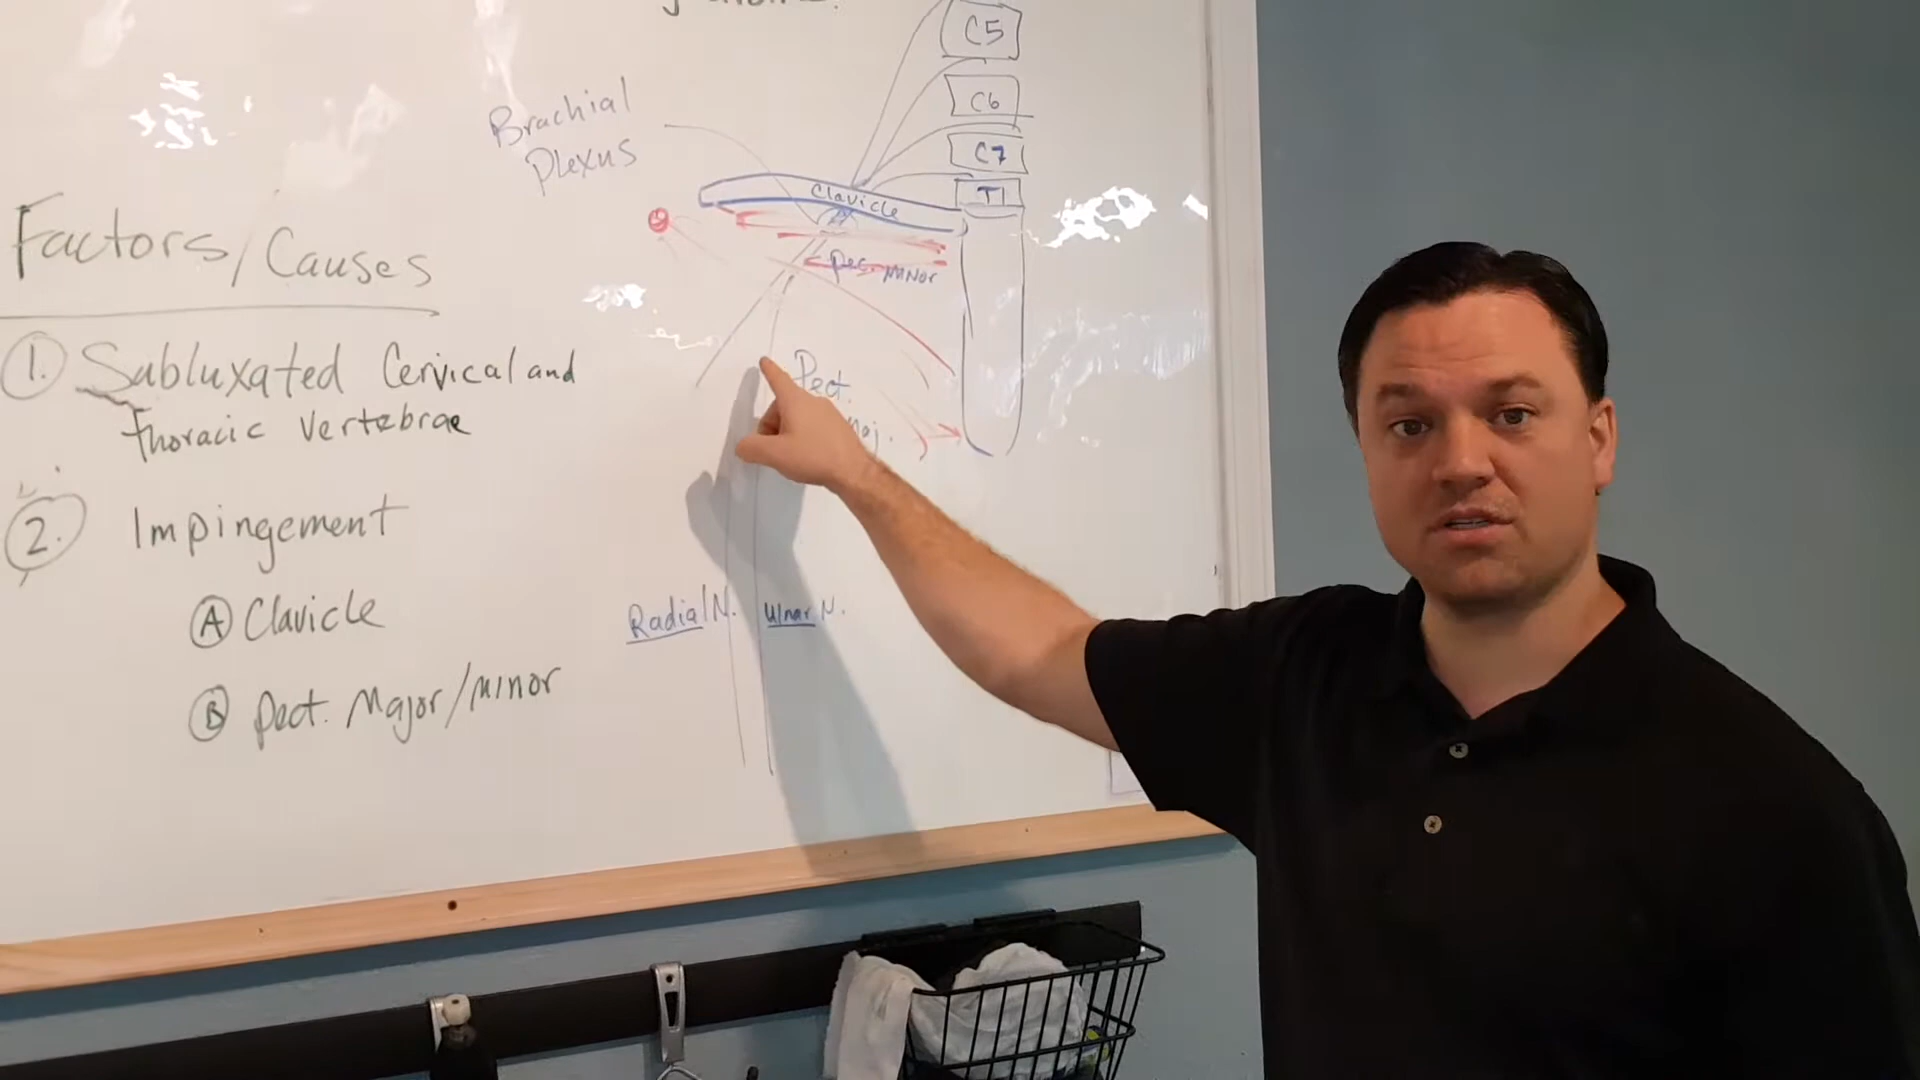 C5
C6
C7
T1
Brachial
Plexus
Clavicle
Pec. Minor
Pect.
Factors/Causes
1. Subluxated Cervical and
Thoracic Vertebrae
2. Impingement
A Clavicle
B Pect. Major/Minor
Radial N.
Ulnar N.